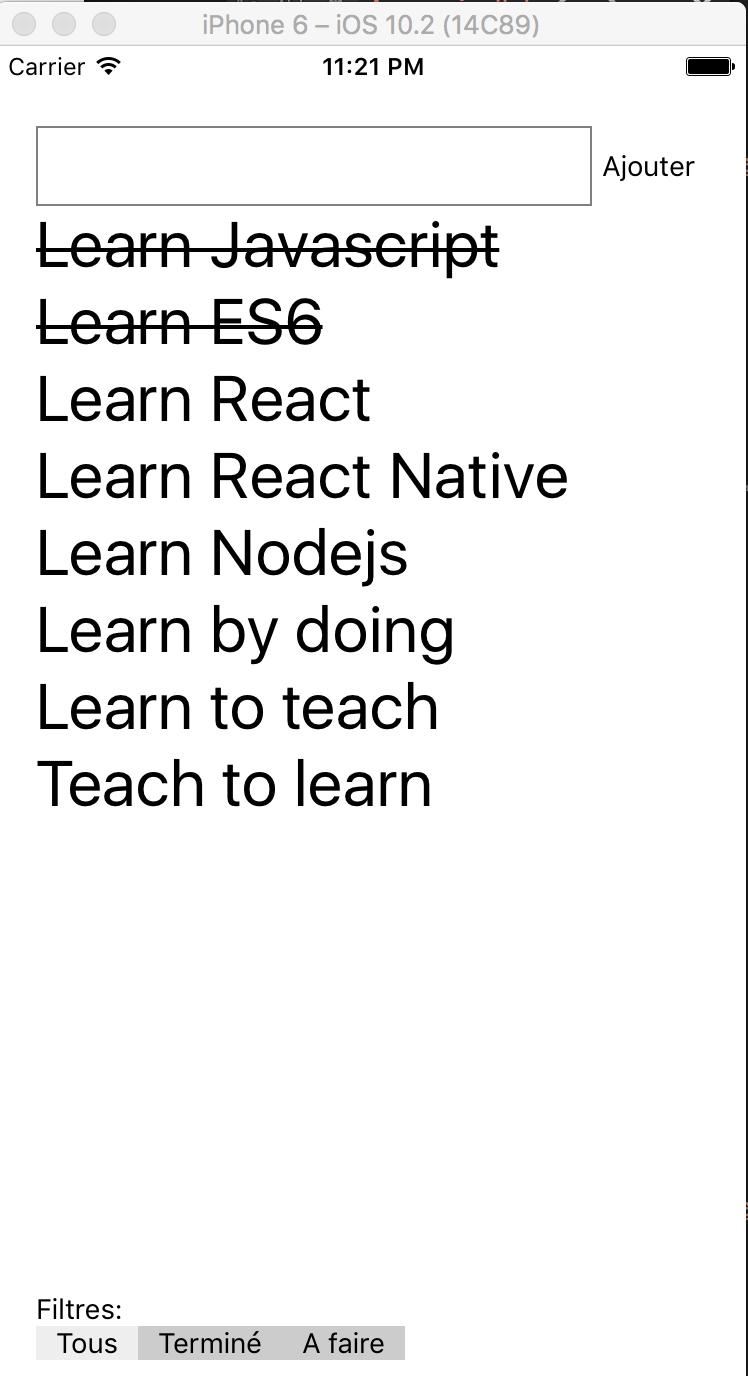 iPhone 6 – iOS 10.2 (14C89)
Carrier 11:21 PM
Ajouter
Learn Javascript
Learn ES6
Learn React
Learn React Native
Learn Nodejs
Learn by doing
Learn to teach
Teach to learn
Filtres:
Tous Terminé A faire